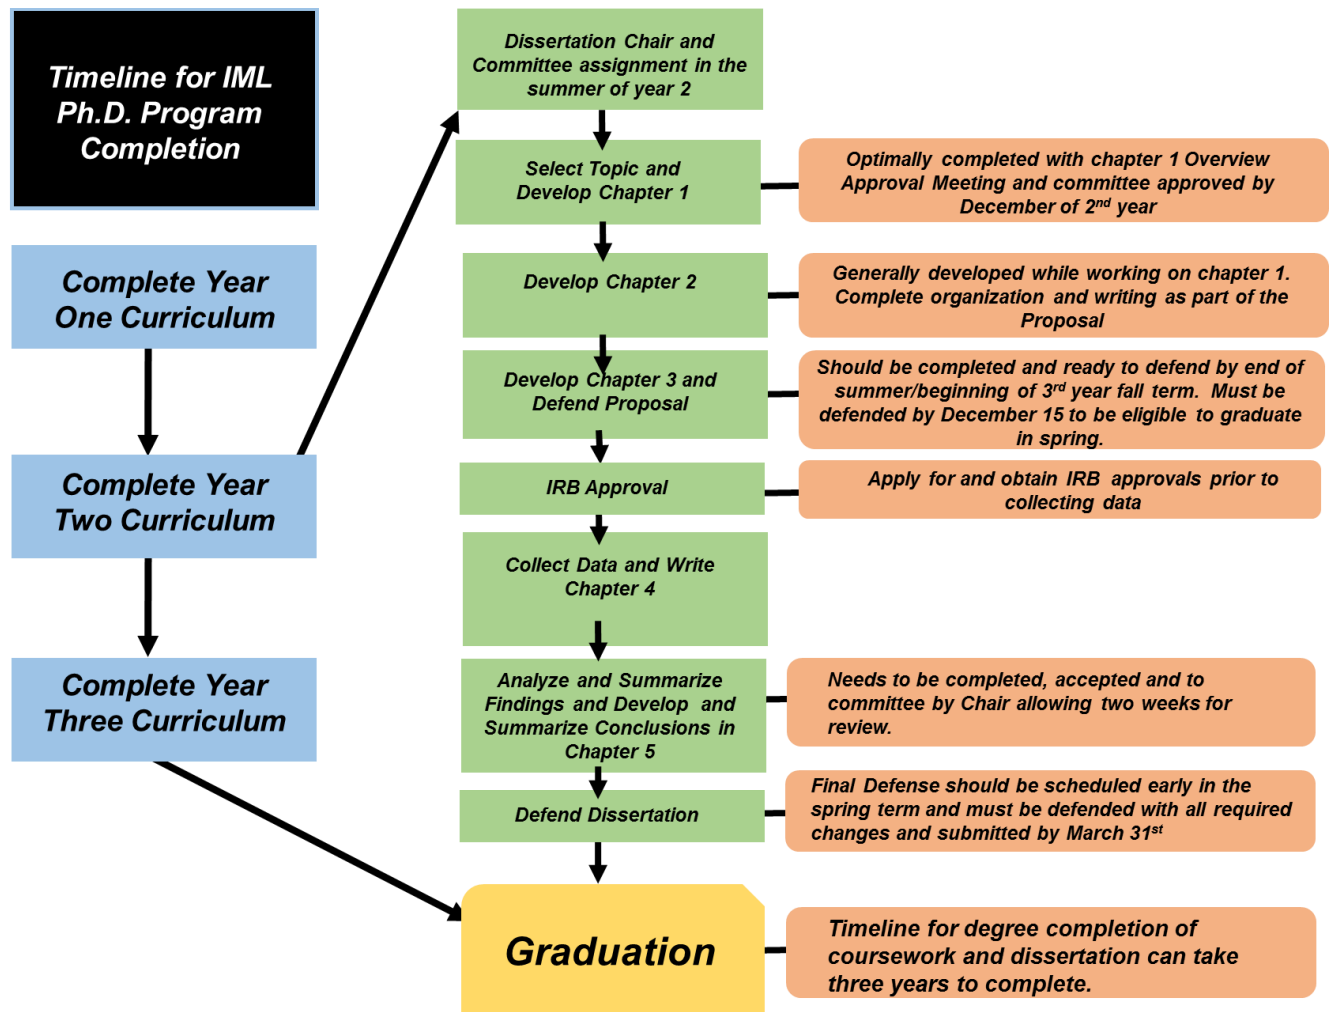 Timeline for IML
Ph.D. Program
Completion
Complete Year
One Curriculum
Complete Year
Two Curriculum
Complete Year
Three Curriculum
Dissertation Chair and
Committee assignment in the
summer of year 2
Select Topic and
Develop Chapter 1
Optimally completed with chapter 1 Overview
Approval Meeting and committee approved by
December of 2nd year
Develop Chapter 2
Generally developed while working on chapter 1.
Complete organization and writing as part of the
Proposal
Develop Chapter 3 and
Defend Proposal
Should be completed and ready to defend by end of
summer/beginning of 3rd year fall term. Must be
defended by December 15 to be eligible to graduate
in spring.
IRB Approval
Apply for and obtain IRB approvals prior to
collecting data
Collect Data and Write
Chapter 4
Analyze and Summarize
Findings and Develop and
Summarize Conclusions in
Chapter 5
Needs to be completed, accepted and to
committee by Chair allowing two weeks for
review.
Defend Dissertation
Final Defense should be scheduled early in the
spring term and must be defended with all required
changes and submitted by March 31st
Graduation
Timeline for degree completion of
coursework and dissertation can take
three years to complete.